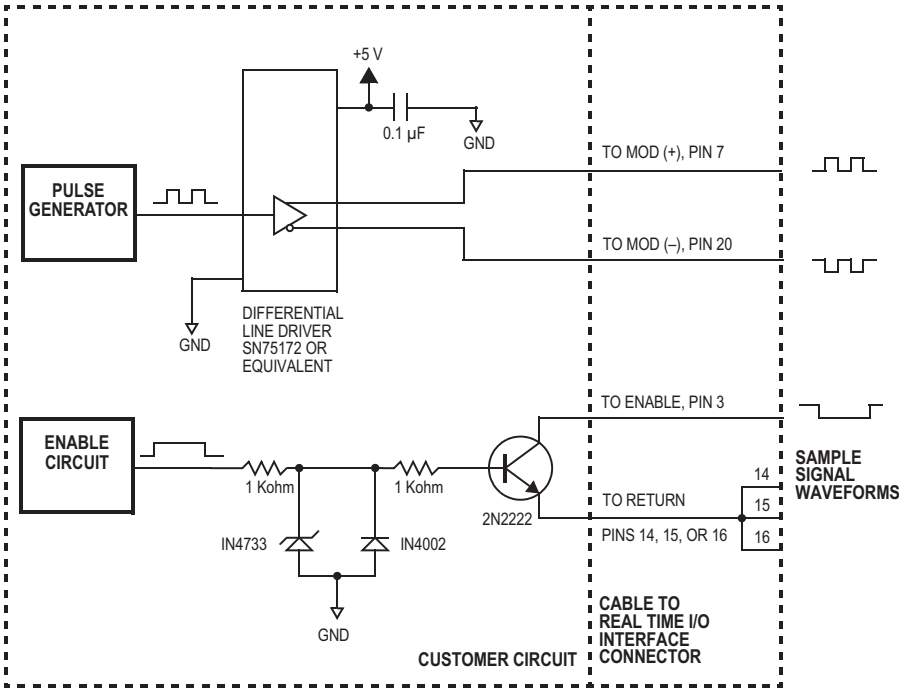 +5 V
0.1 µF
GND
PULSE
GENERATOR
TO MOD (+), PIN 7
TO MOD (–), PIN 20
GND
DIFFERENTIAL
LINE DRIVER
SN75172 OR
EQUIVALENT
ENABLE
CIRCUIT
1 Kohm
1 Kohm
IN4733
IN4002
GND
2N2222
TO ENABLE, PIN 3
TO RETURN
PINS 14, 15, OR 16
14
15
16
SAMPLE
SIGNAL
WAVEFORMS
CUSTOMER CIRCUIT
CABLE TO
REAL TIME I/O
INTERFACE
CONNECTOR